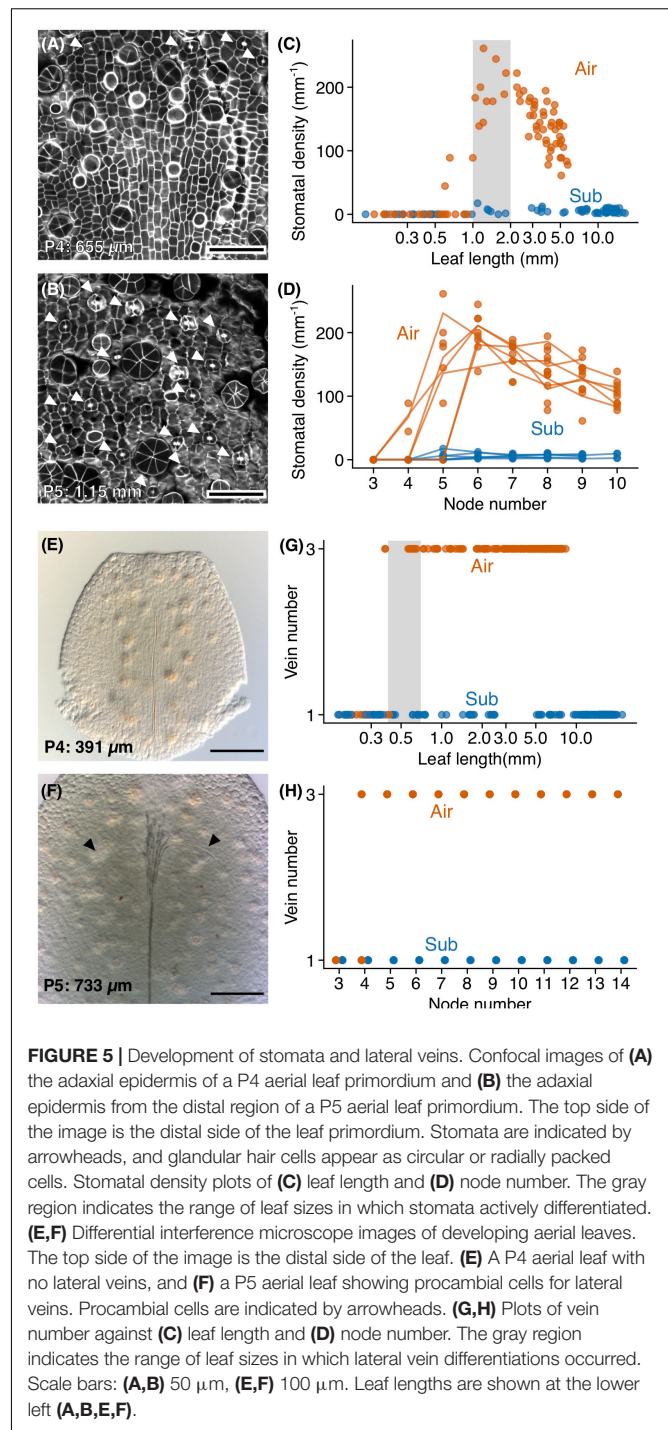 (A)
P4: 655 µm
(B)
P5: 1.15 mm
(C)
Stomatal density (mm⁻¹)
200
100
0
Air
Sub
0.3 0.5 1.0 2.0 3.0 5.0 10.0
Leaf length (mm)
(D)
Stomatal density (mm⁻¹)
200
100
0
Air
Sub
3 4 5 6 7 8 9 10
Node number
(E)
P4: 391 µm
(F)
P5: 733 µm
(G)
Vein number
3
1
Air
Sub
0.3 0.5 1.0 2.0 3.0 5.0 10.0
Leaf length(mm)
(H)
Vein number
3
1
Air
Sub
3 4 5 6 7 8 9 10 11 12 13 14
Node number
FIGURE 5 | Development of stomata and lateral veins. Confocal images of (A)
the adaxial epidermis of a P4 aerial leaf primordium and (B) the adaxial
epidermis from the distal region of a P5 aerial leaf primordium. The top side of
the image is the distal side of the leaf primordium. Stomata are indicated by
arrowheads, and glandular hair cells appear as circular or radially packed
cells. Stomatal density plots of (C) leaf length and (D) node number. The gray
region indicates the range of leaf sizes in which stomata actively differentiated.
(E,F) Differential interference microscope images of developing aerial leaves.
The top side of the image is the distal side of the leaf. (E) A P4 aerial leaf with
no lateral veins, and (F) a P5 aerial leaf showing procambial cells for lateral
veins. Procambial cells are indicated by arrowheads. (G,H) Plots of vein
number against (C) leaf length and (D) node number. The gray region
indicates the range of leaf sizes in which lateral vein differentiations occurred.
Scale bars: (A,B) 50 µm, (E,F) 100 µm. Leaf lengths are shown at the lower
left (A,B,E,F).